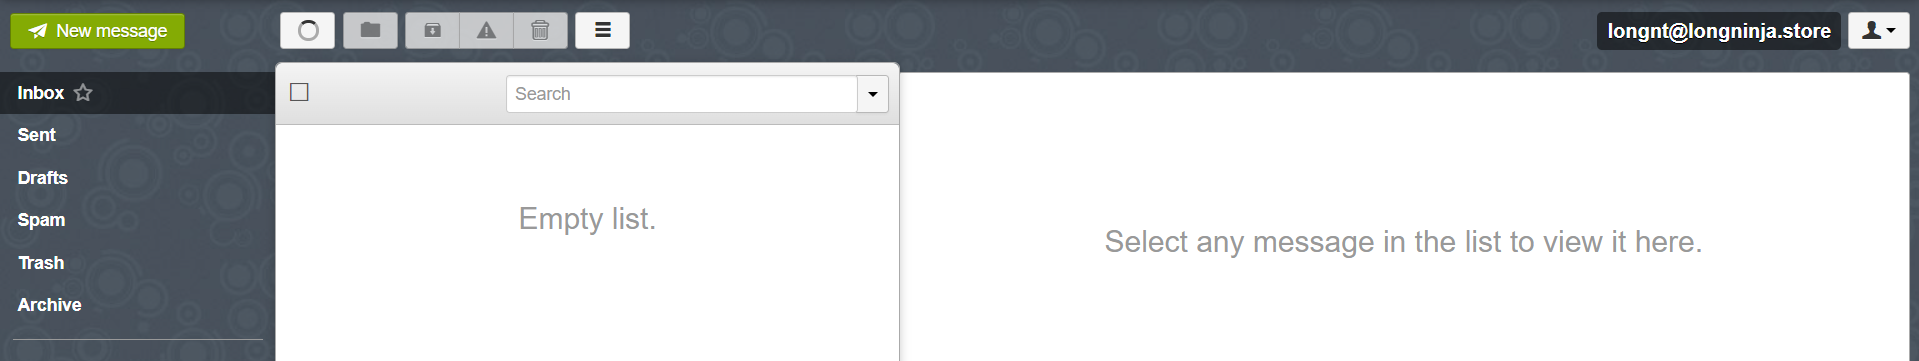 New message
longnt@longninja.store
Inbox
Sent
Drafts
Spam
Trash
Archive
Search
Empty list.
Select any message in the list to view it here.